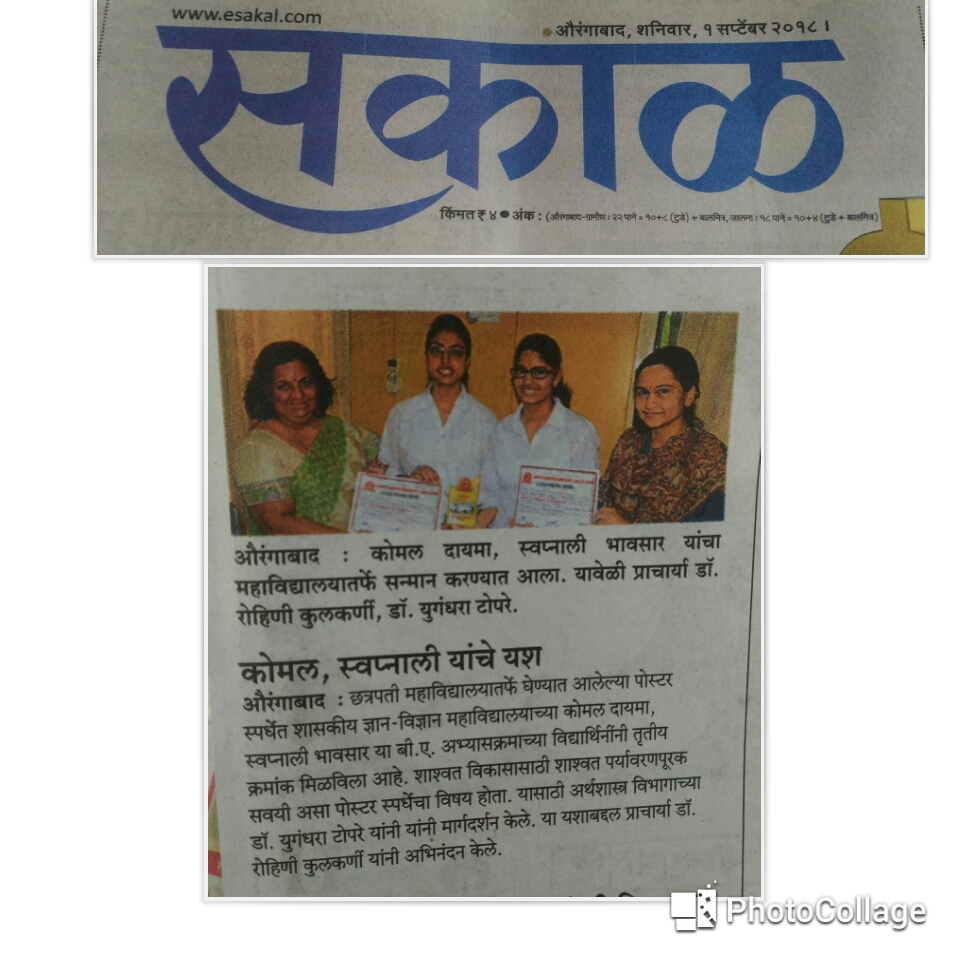 www.esakal.com
औरंगाबाद, शनिवार, १ सप्टेंबर २०१८ ।
सकाळ
किंमत ₹ ४ ● अंक : (औरंगाबाद-ग्रामीण : २२ पाने = १०+८ (टुडे) + बालमित्र, जालना : १८ पाने = १०+४ (टुडे + बालमित्र)
औरंगाबाद : कोमल दायमा, स्वप्नाली भावसार यांचा
महाविद्यालयातर्फे सन्मान करण्यात आला. यावेळी प्राचार्या डॉ.
रोहिणी कुलकर्णी, डॉ. युगंधरा टोपरे.
कोमल, स्वप्नाली यांचे यश
औरंगाबाद : छत्रपती महाविद्यालयातर्फे घेण्यात आलेल्या पोस्टर
स्पर्धेत शासकीय ज्ञान-विज्ञान महाविद्यालयाच्या कोमल दायमा,
स्वप्नाली भावसार या बी.ए. अभ्यासक्रमाच्या विद्यार्थिनींनी तृतीय
क्रमांक मिळविला आहे. शाश्वत विकासासाठी शाश्वत पर्यावरणपूरक
सवयी असा पोस्टर स्पर्धेचा विषय होता. यासाठी अर्थशास्त्र विभागाच्या
डॉ. युगंधरा टोपरे यांनी यांनी मार्गदर्शन केले. या यशाबद्दल प्राचार्या डॉ.
रोहिणी कुलकर्णी यांनी अभिनंदन केले.
PhotoCollage